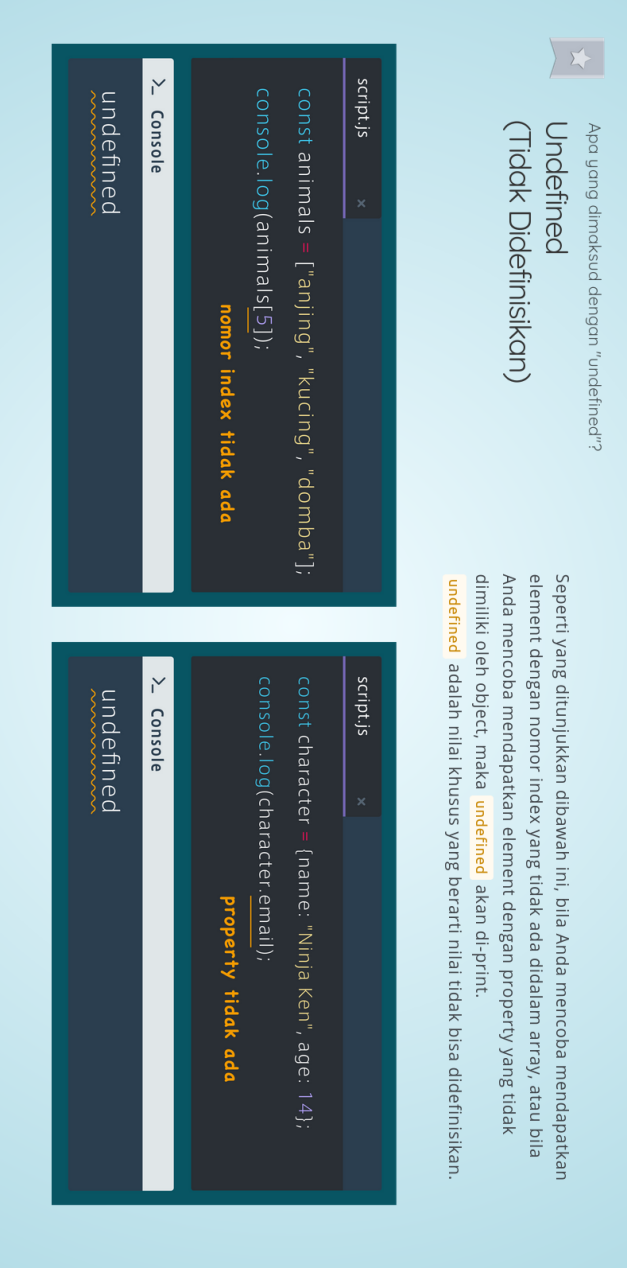 Apa yang dimaksud dengan "undefined"?
Undefined
(Tidak Didefinisikan)
Seperti yang ditunjukkan dibawah ini, bila Anda mencoba mendapatkan
element dengan nomor index yang tidak ada didalam array, atau bila
Anda mencoba mendapatkan element dengan property yang tidak
dimiliki oleh object, maka undefined akan di-print.
undefined adalah nilai khusus yang berarti nilai tidak bisa didefinisikan.
script.js ×
const animals = ["anjing", "kucing", "domba"];
console.log(animals[5]);
nomor index tidak ada
>_ Console
undefined
script.js ×
const character = {name: "Ninja Ken", age: 14};
console.log(character.email);
property tidak ada
>_ Console
undefined